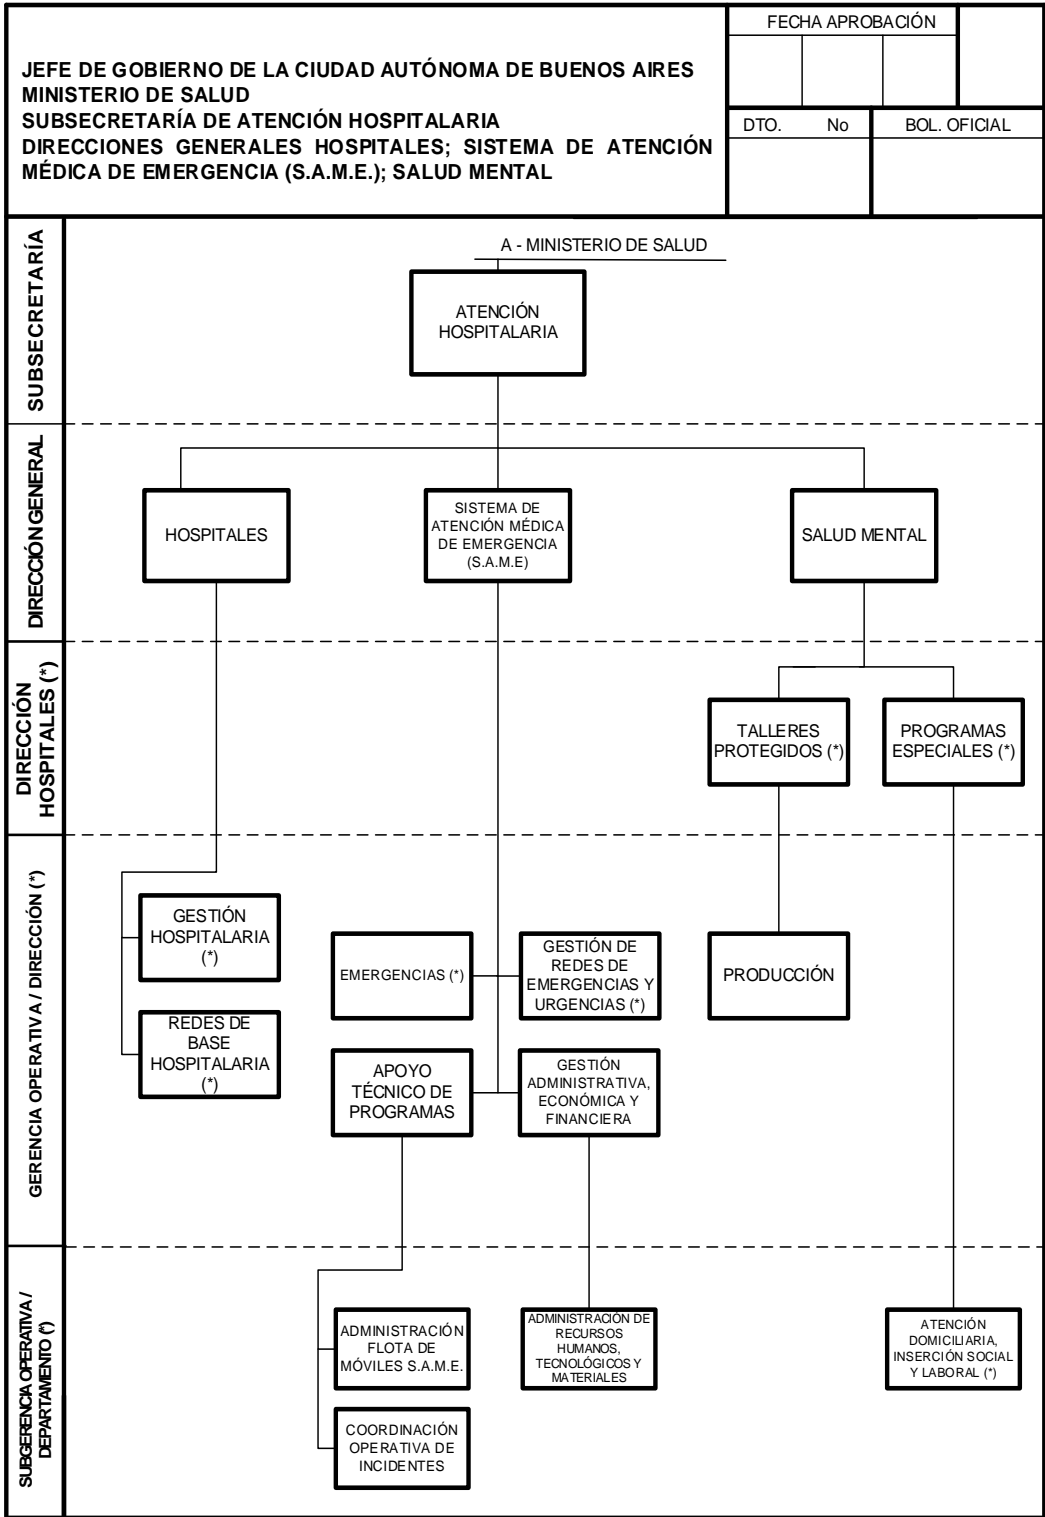 JEFE DE GOBIERNO DE LA CIUDAD AUTÓNOMA DE BUENOS AIRES
MINISTERIO DE SALUD
SUBSECRETARÍA DE ATENCIÓN HOSPITALARIA
DIRECCIONES GENERALES HOSPITALES; SISTEMA DE ATENCIÓN
MÉDICA DE EMERGENCIA (S.A.M.E.); SALUD MENTAL
FECHA APROBACIÓN
DTO. No
BOL. OFICIAL
SUBSECRETARÍA
A - MINISTERIO DE SALUD
ATENCIÓN
HOSPITALARIA
DIRECCIÓN GENERAL
HOSPITALES
SISTEMA DE
ATENCIÓN MÉDICA
DE EMERGENCIA
(S.A.M.E)
SALUD MENTAL
DIRECCIÓN
HOSPITALES (*)
TALLERES
PROTEGIDOS (*)
PROGRAMAS
ESPECIALES (*)
GERENCIA OPERATIVA / DIRECCIÓN (*)
GESTIÓN
HOSPITALARIA
(*)
REDES DE
BASE
HOSPITALARIA
(*)
EMERGENCIAS (*)
GESTIÓN DE
REDES DE
EMERGENCIAS Y
URGENCIAS (*)
PRODUCCIÓN
APOYO
TÉCNICO DE
PROGRAMAS
GESTIÓN
ADMINISTRATIVA,
ECONÓMICA Y
FINANCIERA
SUBGERENCIA OPERATIVA /
DEPARTAMENTO (*)
ADMINISTRACIÓN
FLOTA DE
MÓVILES S.A.M.E.
ADMINISTRACIÓN DE
RECURSOS
HUMANOS,
TECNOLÓGICOS Y
MATERIALES
ATENCIÓN
DOMICILIARIA,
INSERCIÓN SOCIAL
Y LABORAL (*)
COORDINACIÓN
OPERATIVA DE
INCIDENTES